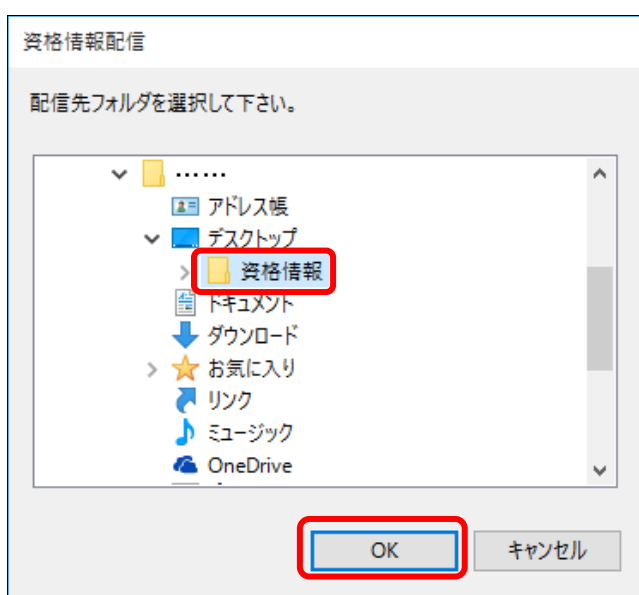 資格情報配信
配信先フォルダを選択して下さい。
……
アドレス帳
デスクトップ
資格情報
ドキュメント
ダウンロード
お気に入り
リンク
ミュージック
OneDrive
OK
キャンセル